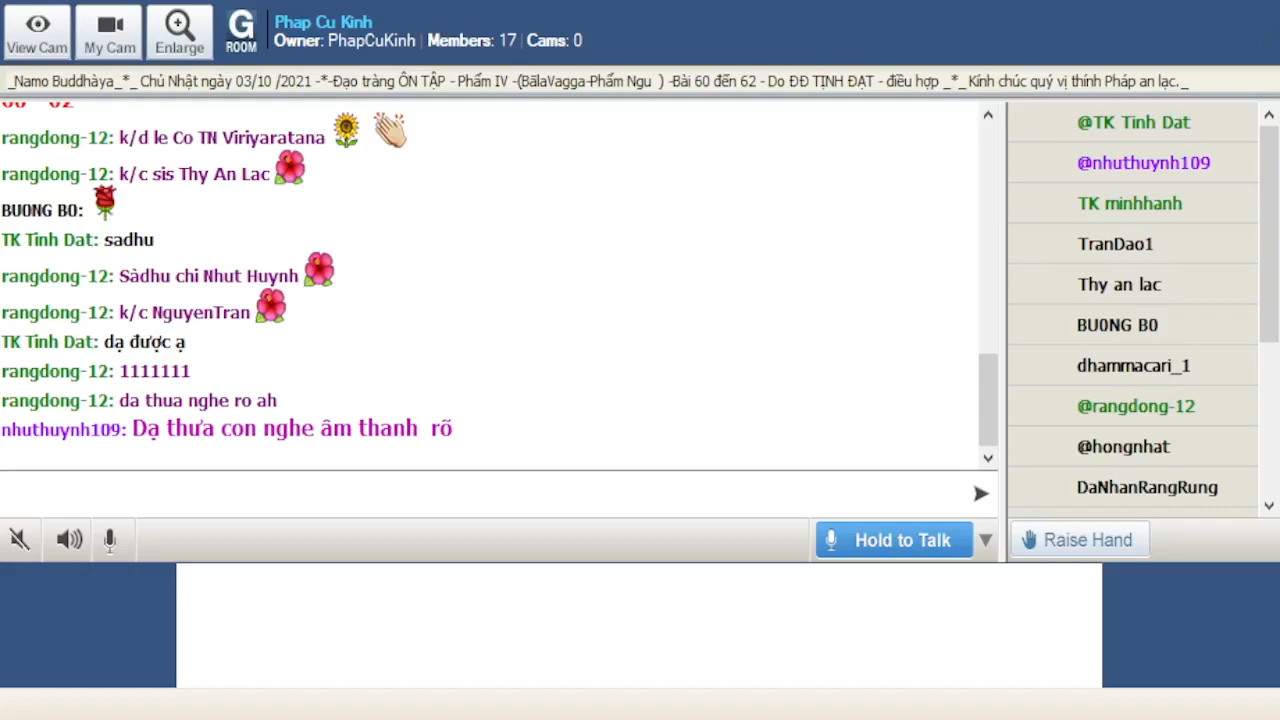 View Cam
My Cam
Enlarge
G
ROOM
Phap Cu Kinh
Owner: PhapCuKinh | Members: 17 | Cams: 0
_Namo Buddhàya_*_ Chủ Nhật ngày 03/10 /2021 -*-Đạo tràng ÔN TẬP - Phẩm IV -(BālaVagga-Phẩm Ngu ) -Bài 60 đến 62 - Do ĐĐ TỊNH ĐẠT - điều hợp _*_ Kính chúc quý vị thính Pháp an lạc._
rangdong-12: k/d le Co TN Viriyaratana
rangdong-12: k/c sis Thy An Lac
BU0NG B0:
TK Tinh Dat: sadhu
rangdong-12: Sàdhu chi Nhut Huynh
rangdong-12: k/c NguyenTran
TK Tinh Dat: dạ được ạ
rangdong-12: 1111111
rangdong-12: da thua nghe ro ah
nhuthuynh109: Dạ thưa con nghe âm thanh rõ
@TK Tinh Dat
@nhuthuynh109
TK minhhanh
TranDao1
Thy an lac
BU0NG B0
dhammacari_1
@rangdong-12
@hongnhat
DaNhanRangRung
Hold to Talk
Raise Hand